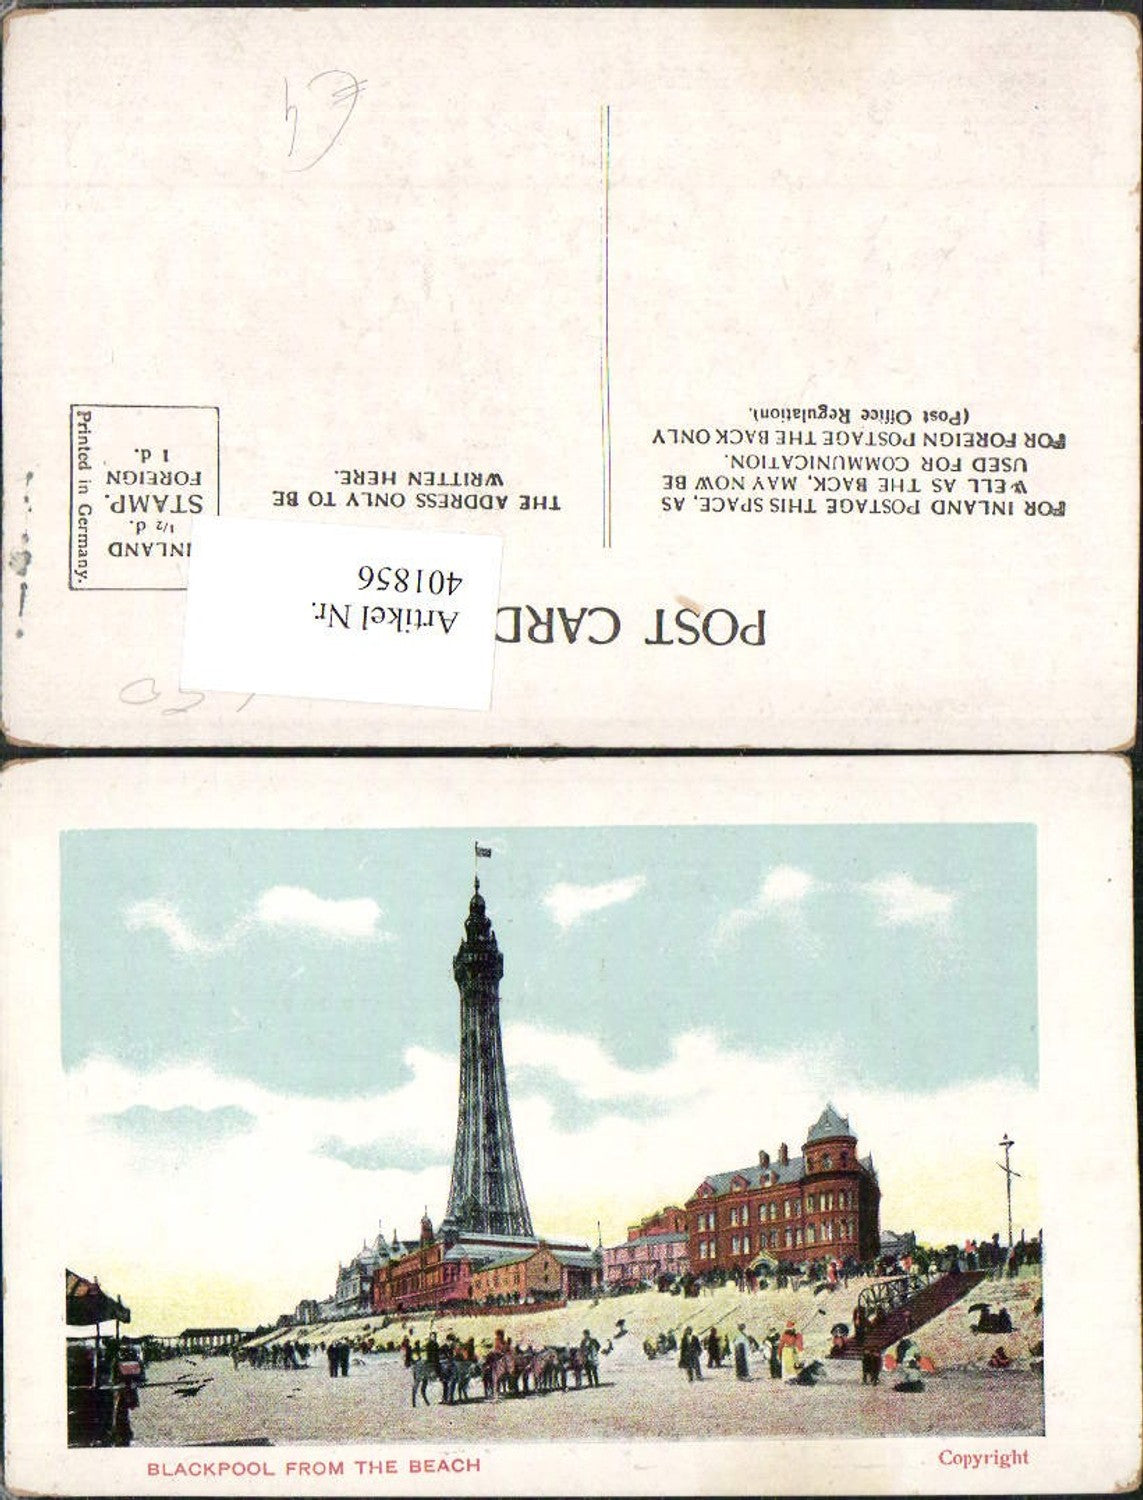 POST CARD
Artikel Nr.
401856
FOR INLAND POSTAGE THIS SPACE, AS
WELL AS THE BACK, MAY NOW BE
USED FOR COMMUNICATION.
FOR FOREIGN POSTAGE THE BACK ONLY
(Post Office Regulation).
THE ADDRESS ONLY TO BE
WRITTEN HERE.
INLAND
½ d.
STAMP.
FOREIGN
1 d.
Printed in Germany.
BLACKPOOL FROM THE BEACH
Copyright